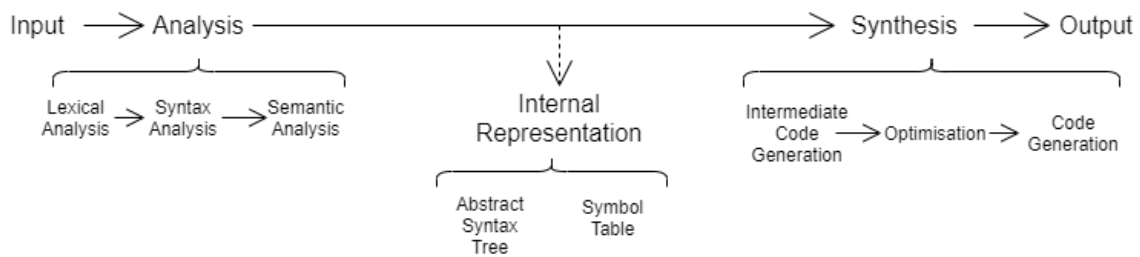 Input
Analysis
Synthesis
Output
Lexical
Analysis
Syntax
Analysis
Semantic
Analysis
Internal
Representation
Abstract
Syntax
Tree
Symbol
Table
Intermediate
Code
Generation
Optimisation
Code
Generation